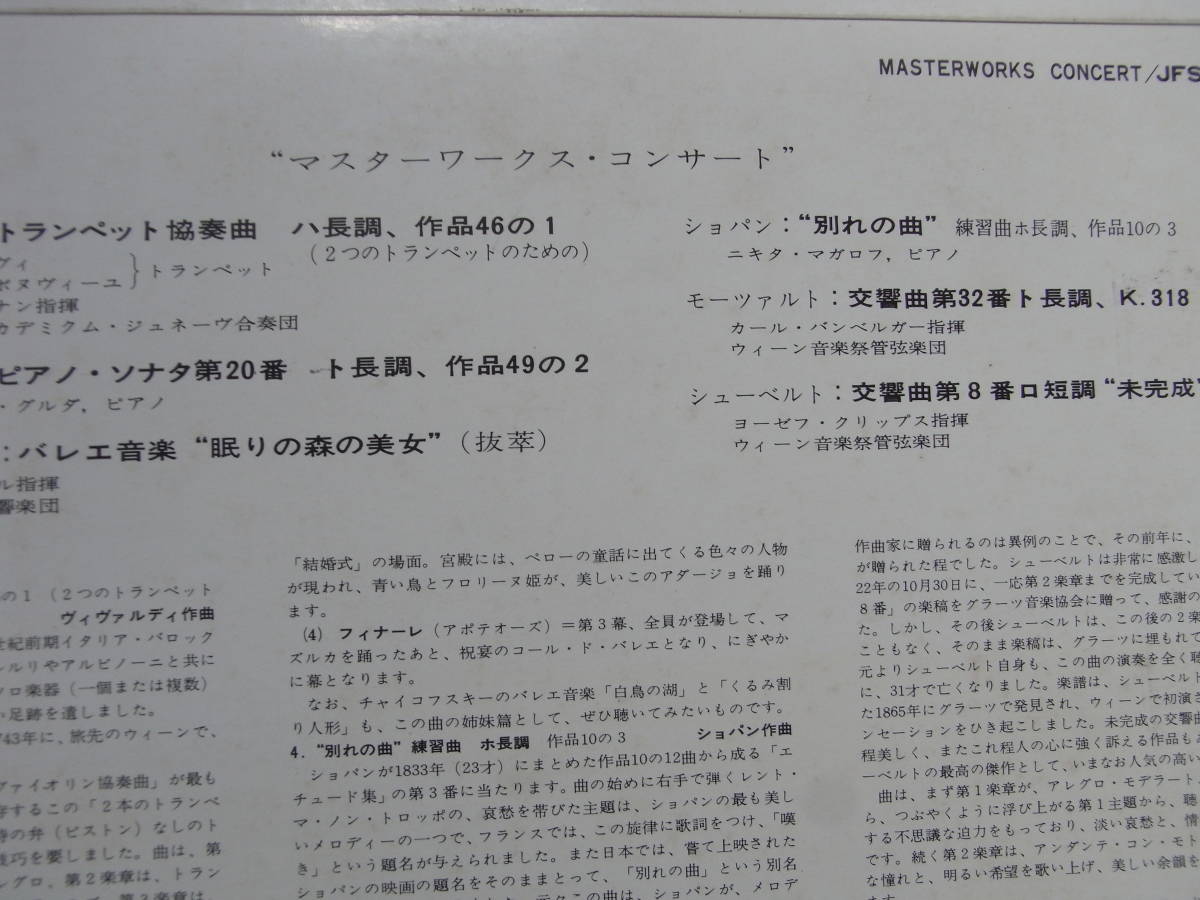 MASTERWORKS CONCERT/JFS
“マスターワークス・コンサート”
トランペット協奏曲　ハ長調、作品46の1
（2つのトランペットのための）
ヴィ
ボヌヴィーユ}トランペット
ナン指揮
カデミクム・ジュネーヴ合奏団
ピアノ・ソナタ第20番　ト長調、作品49の2
・グルダ，ピアノ
：バレエ音楽“眠りの森の美女”（抜萃）
ル指揮
響楽団
ショパン：“別れの曲”　練習曲ホ長調、作品10の3
ニキタ・マガロフ，ピアノ
モーツァルト：交響曲第32番ト長調、K.318
カール・バンベルガー指揮
ウィーン音楽祭管弦楽団
シューベルト：交響曲第8番ロ短調“未完成”
ヨーゼフ・クリップス指揮
ウィーン音楽祭管弦楽団
の1　（2つのトランペット
ヴィヴァルディ作曲
世紀前期イタリア・バロック
レルリやアルビノーニと共に
ソロ楽器（一個または複数）
い足跡を遺しました。
743年に、旅先のウィーンで、
ヴァイオリン協奏曲」が最も
するこの「2本のトランペ
時の弁（ピストン）なしのト
技巧を要しました。曲は、第
レグロ、第2楽章は、トラン
「結婚式」の場面。宮殿には、ペローの童話に出てくる色々の人物
が現われ、青い鳥とフロリーヌ姫が、美しいこのアダージョを踊り
ます。
(4)　フィナーレ（アポテオーズ）＝第3幕、全員が登場して、マ
ズルカを踊ったあと、祝宴のコール・ド・バレエとなり、にぎやか
に幕となります。
なお、チャイコフスキーのバレエ音楽「白鳥の湖」と「くるみ割
り人形」も、この曲の姉妹篇として、ぜひ聴いてみたいものです。
4．“別れの曲”練習曲　ホ長調　作品10の3　ショパン作曲
ショパンが1833年（23才）にまとめた作品10の12曲から成る「エ
チュード集」の第3番に当たります。曲の始めに右手で弾くレント・
マ・ノン・トロッポの、哀愁を帯びた主題は、ショパンの最も美し
いメロディーの一つで、フランスでは、この旋律に歌詞をつけ、「嘆
き」という題名が与えられました。また日本では、嘗て上映された
ショパンの映画の題名をそのままとって、「別れの曲」という別名
は、ショパンが、メロデ
作曲家に贈られるのは異例のことで、その前年に、
が贈られた程でした。シューベルトは非常に感激し
22年の10月30日に、一応第2楽章までを完成してい
8番」の楽稿をグラーツ音楽協会に贈って、感謝の
た。しかし、その後シューベルトは、この後の2楽
こともなく、そのまま楽稿は、グラーツに埋もれて
元よりシューベルト自身も、この曲の演奏を全く聴
に、31才で亡くなりました。楽譜は、シューベルト
た1865年にグラーツで発見され、ウィーンで初演さ
ンセーションをひき起こしました。未完成の交響曲
程美しく、またこれ程人の心に強く訴える作品も
ーベルトの最高の傑作として、いまなお人気の高い
曲は、まず第1楽章が、アレグロ・モデラート
ら、つぶやくように浮び上がる第1主題から、聴
する不思議な迫力をもっており、淡い哀愁と、情
です。続く第2楽章は、アンダンテ・コン・モト
な憧れと、明るい希望を歌い上げ、美しい余韻を